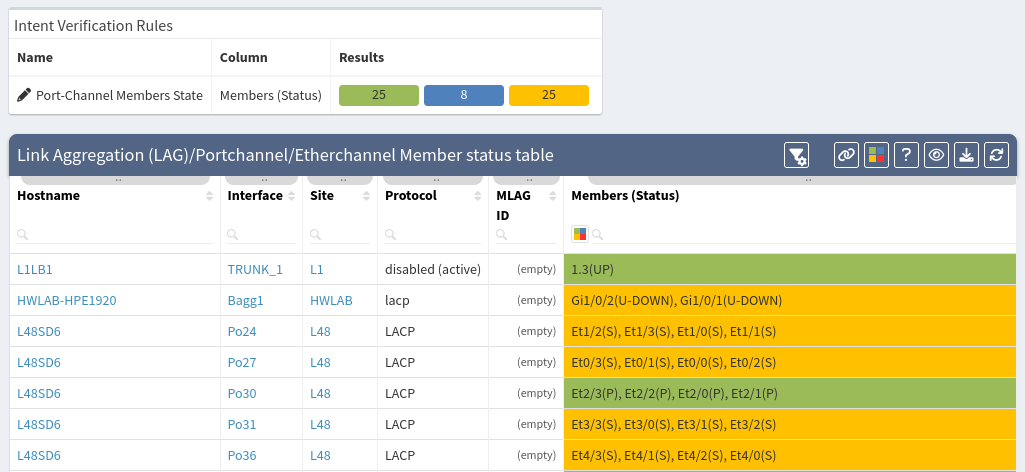 Intent Verification Rules
Name Column Results
Port-Channel Members State Members (Status) 25 8 25
Link Aggregation (LAG)/Portchannel/Etherchannel Member status table ?
Hostname Interface Site Protocol MLAG ID Members (Status)
L1LB1 TRUNK_1 L1 disabled (active) (empty) 1.3(UP)
HWLAB-HPE1920 Bagg1 HWLAB lacp (empty) Gi1/0/2(U-DOWN), Gi1/0/1(U-DOWN)
L48SD6 Po24 L48 LACP (empty) Et1/2(S), Et1/3(S), Et1/0(S), Et1/1(S)
L48SD6 Po27 L48 LACP (empty) Et0/3(S), Et0/1(S), Et0/0(S), Et0/2(S)
L48SD6 Po30 L48 LACP (empty) Et2/3(P), Et2/2(P), Et2/0(P), Et2/1(P)
L48SD6 Po31 L48 LACP (empty) Et3/3(S), Et3/0(S), Et3/1(S), Et3/2(S)
L48SD6 Po36 L48 LACP (empty) Et4/3(S), Et4/1(S), Et4/2(S), Et4/0(S)